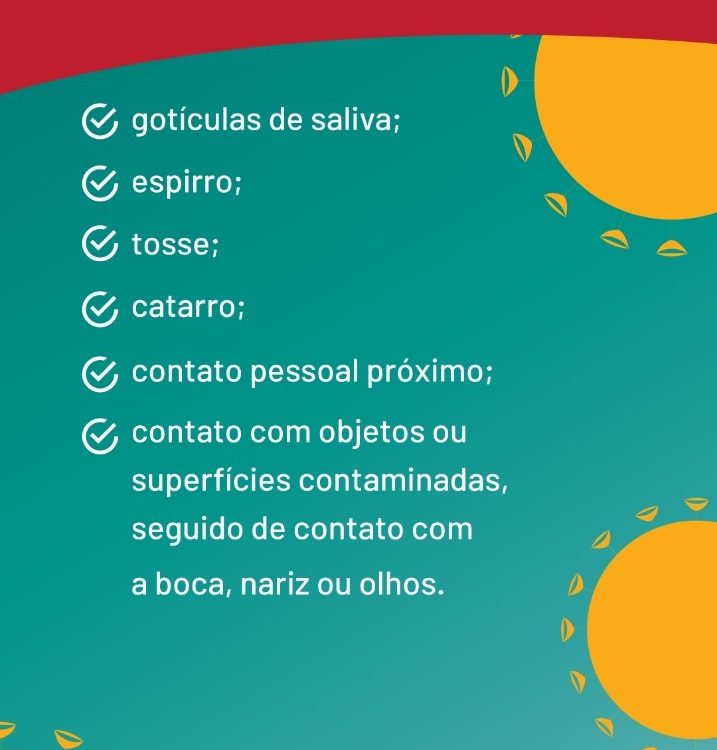 gotículas de saliva;
espirro;
tosse;
catarro;
contato pessoal próximo;
contato com objetos ou
superfícies contaminadas,
seguido de contato com
a boca, nariz ou olhos.